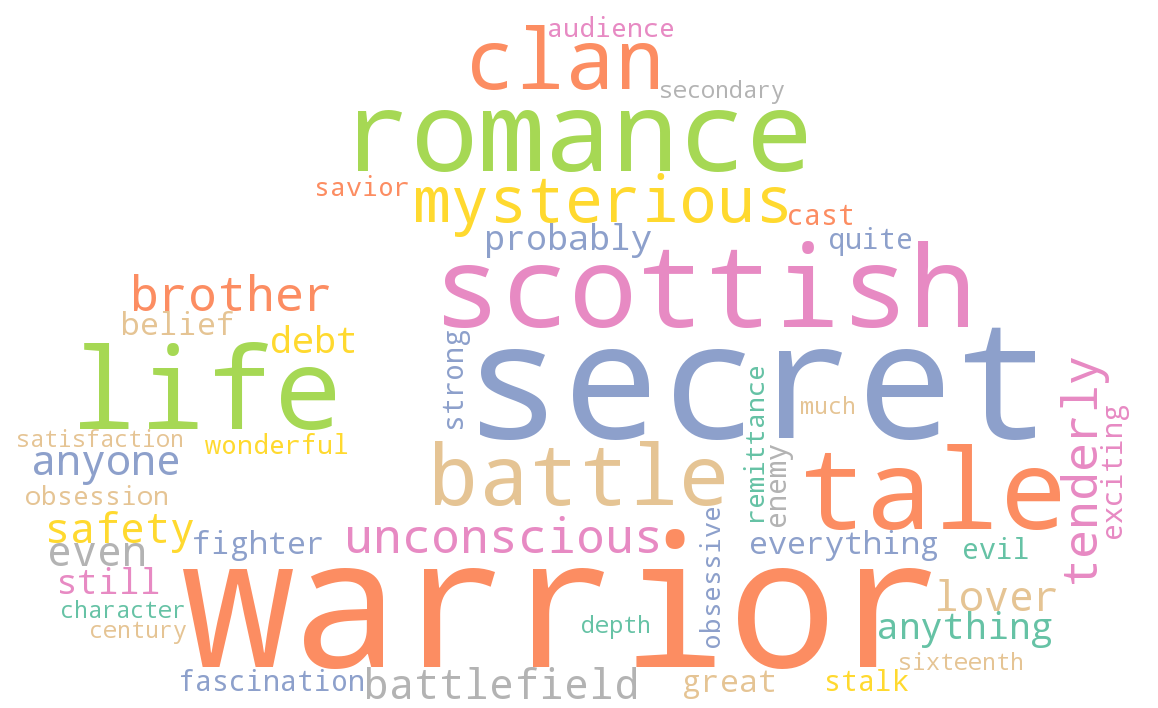 audience
clan
secondary
romance
savior
mysterious
cast
probably
quite
scottish
brother
belief
debt
life
strong
secret
remittance
much
tenderly
exciting
satisfaction
wonderful
anyone
battle
enemy
tale
obsession
safety
fighter
unconscious
obsessive
everything
evil
even
still
warrior
lover
character
century
depth
anything
sixteenth
fascination
battlefield
great
stalk